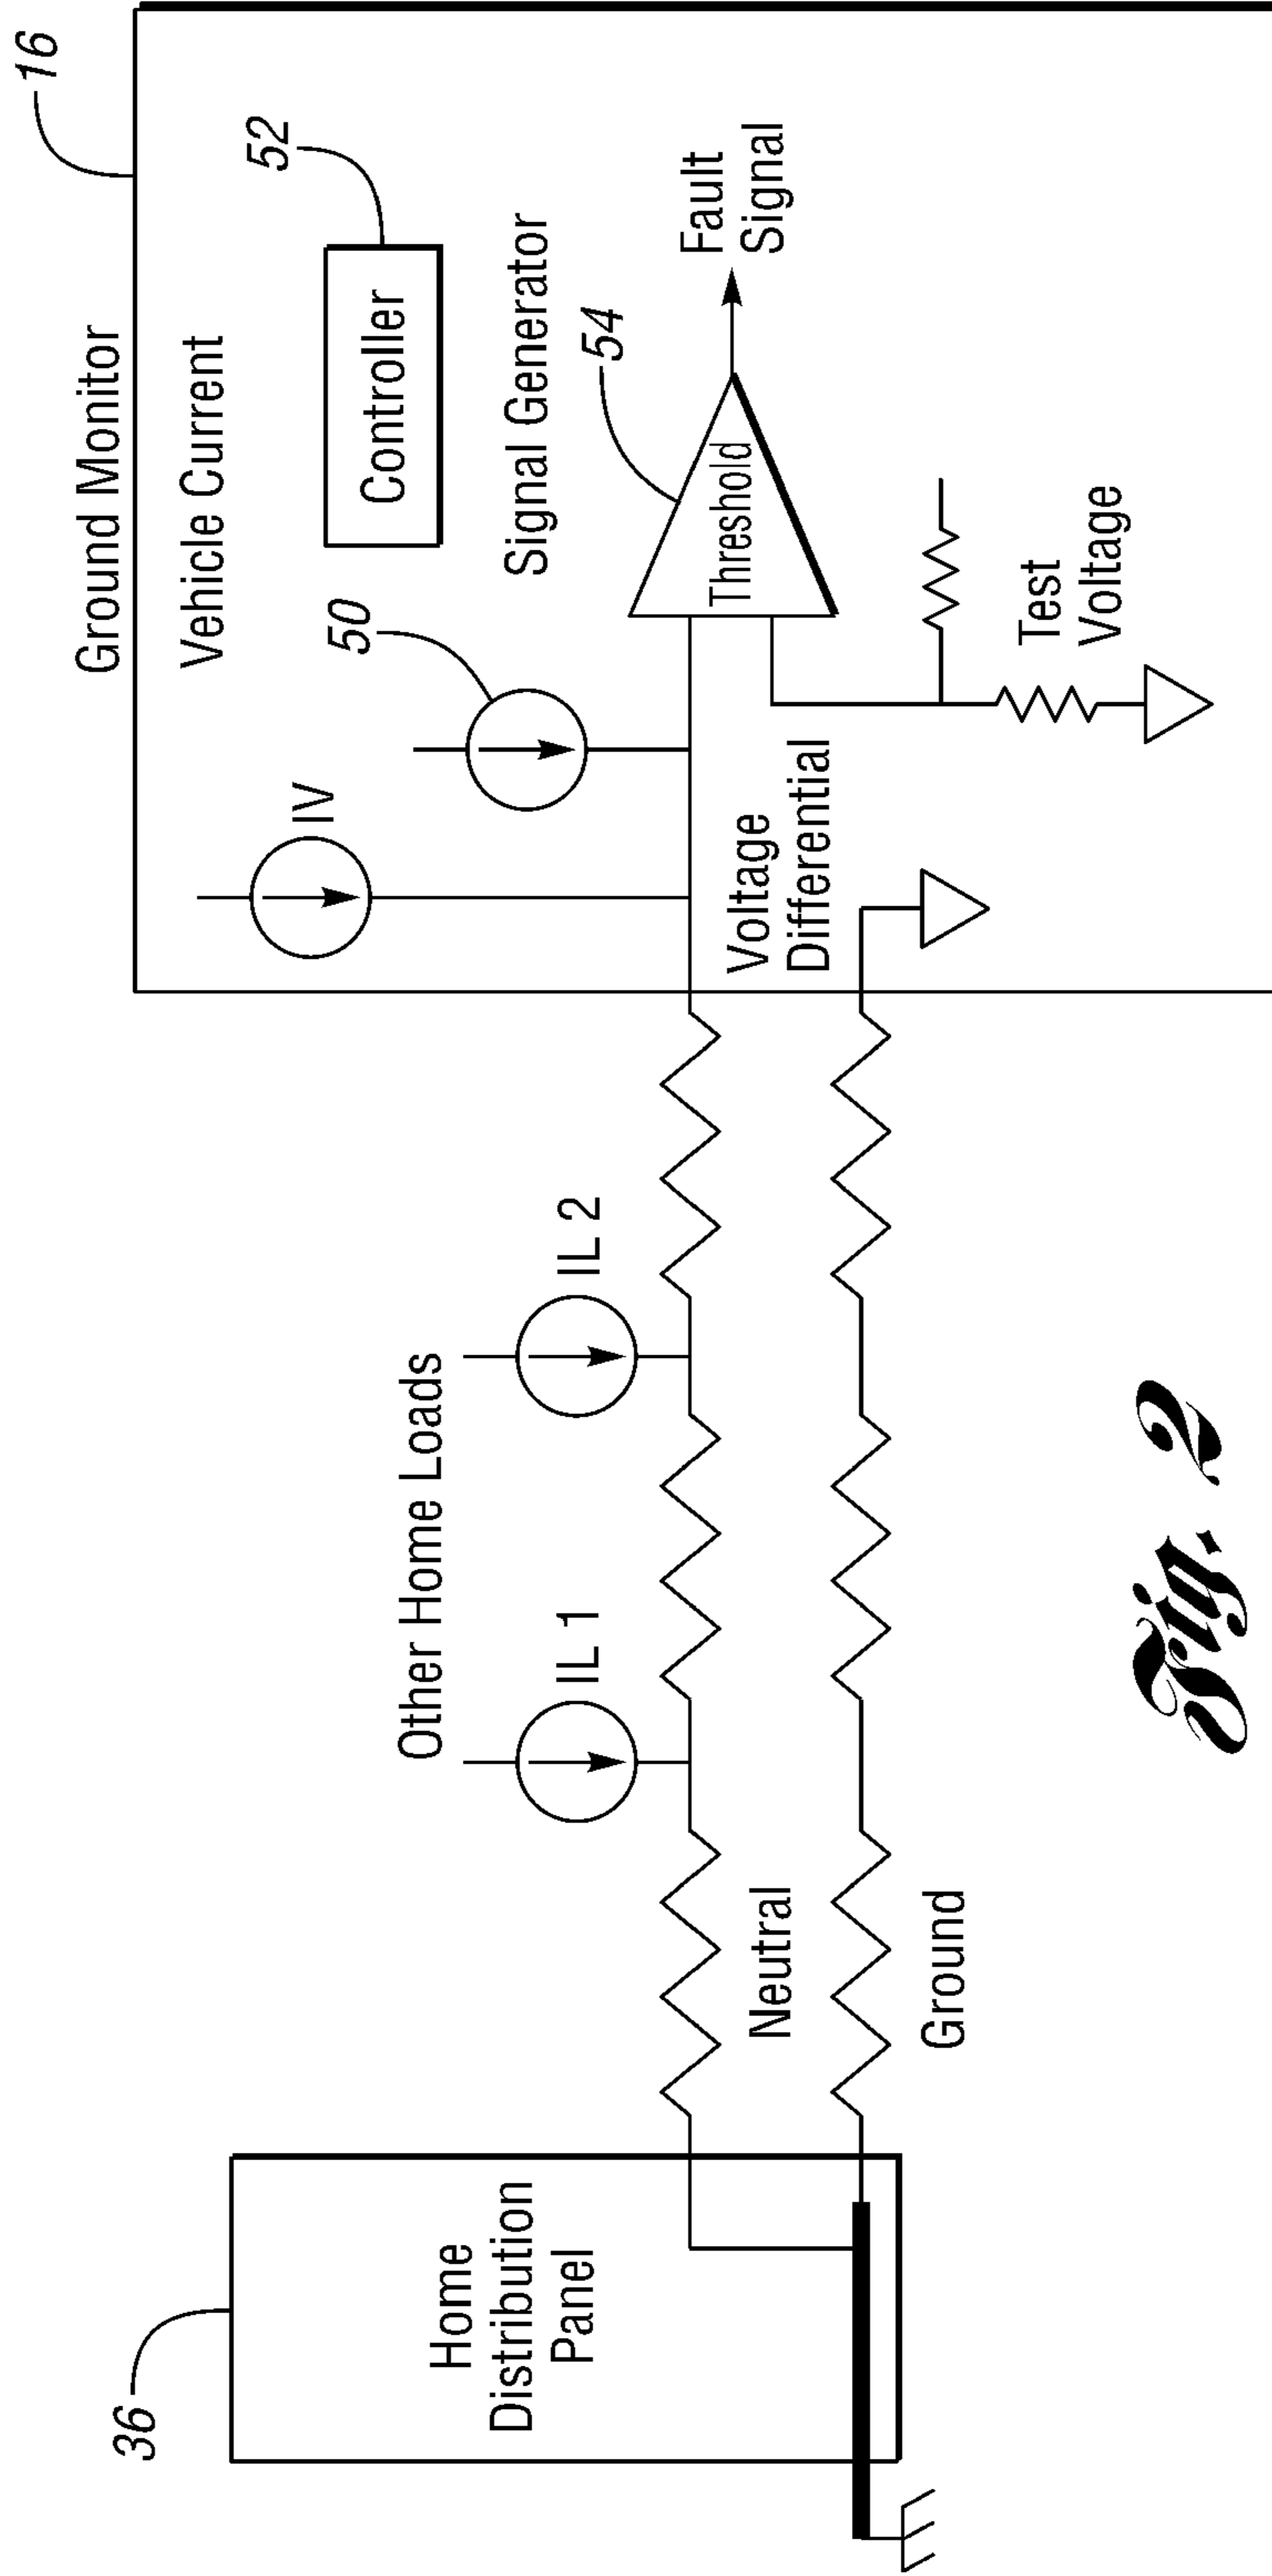 Ground Monitor
16
Vehicle Current
IV
52
Controller
50
Signal Generator
54
Threshold
Fault
Signal
Voltage
Differential
Test
Voltage
36
Home
Distribution
Panel
Other Home Loads
IL 1
IL 2
Neutral
Ground
Fig. 2